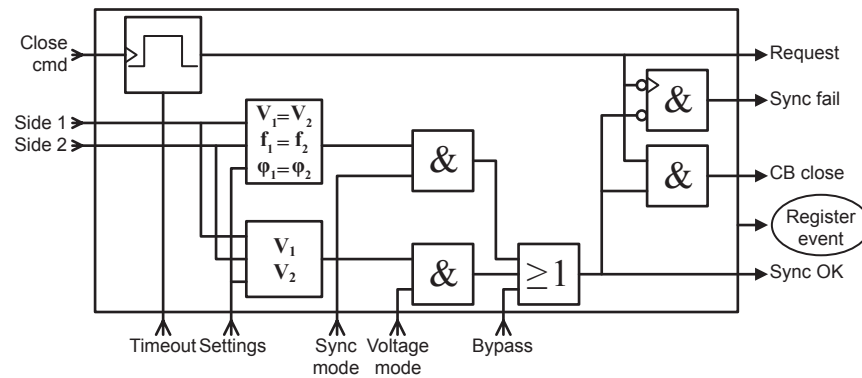 Close
cmd
Request
&
Sync fail
Side 1
Side 2
V₁=V₂
f₁=f₂
φ₁=φ₂
&
&
CB close
Register
event
V₁
V₂
&
≥1
Sync OK
Timeout
Settings
Sync
mode
Voltage
mode
Bypass